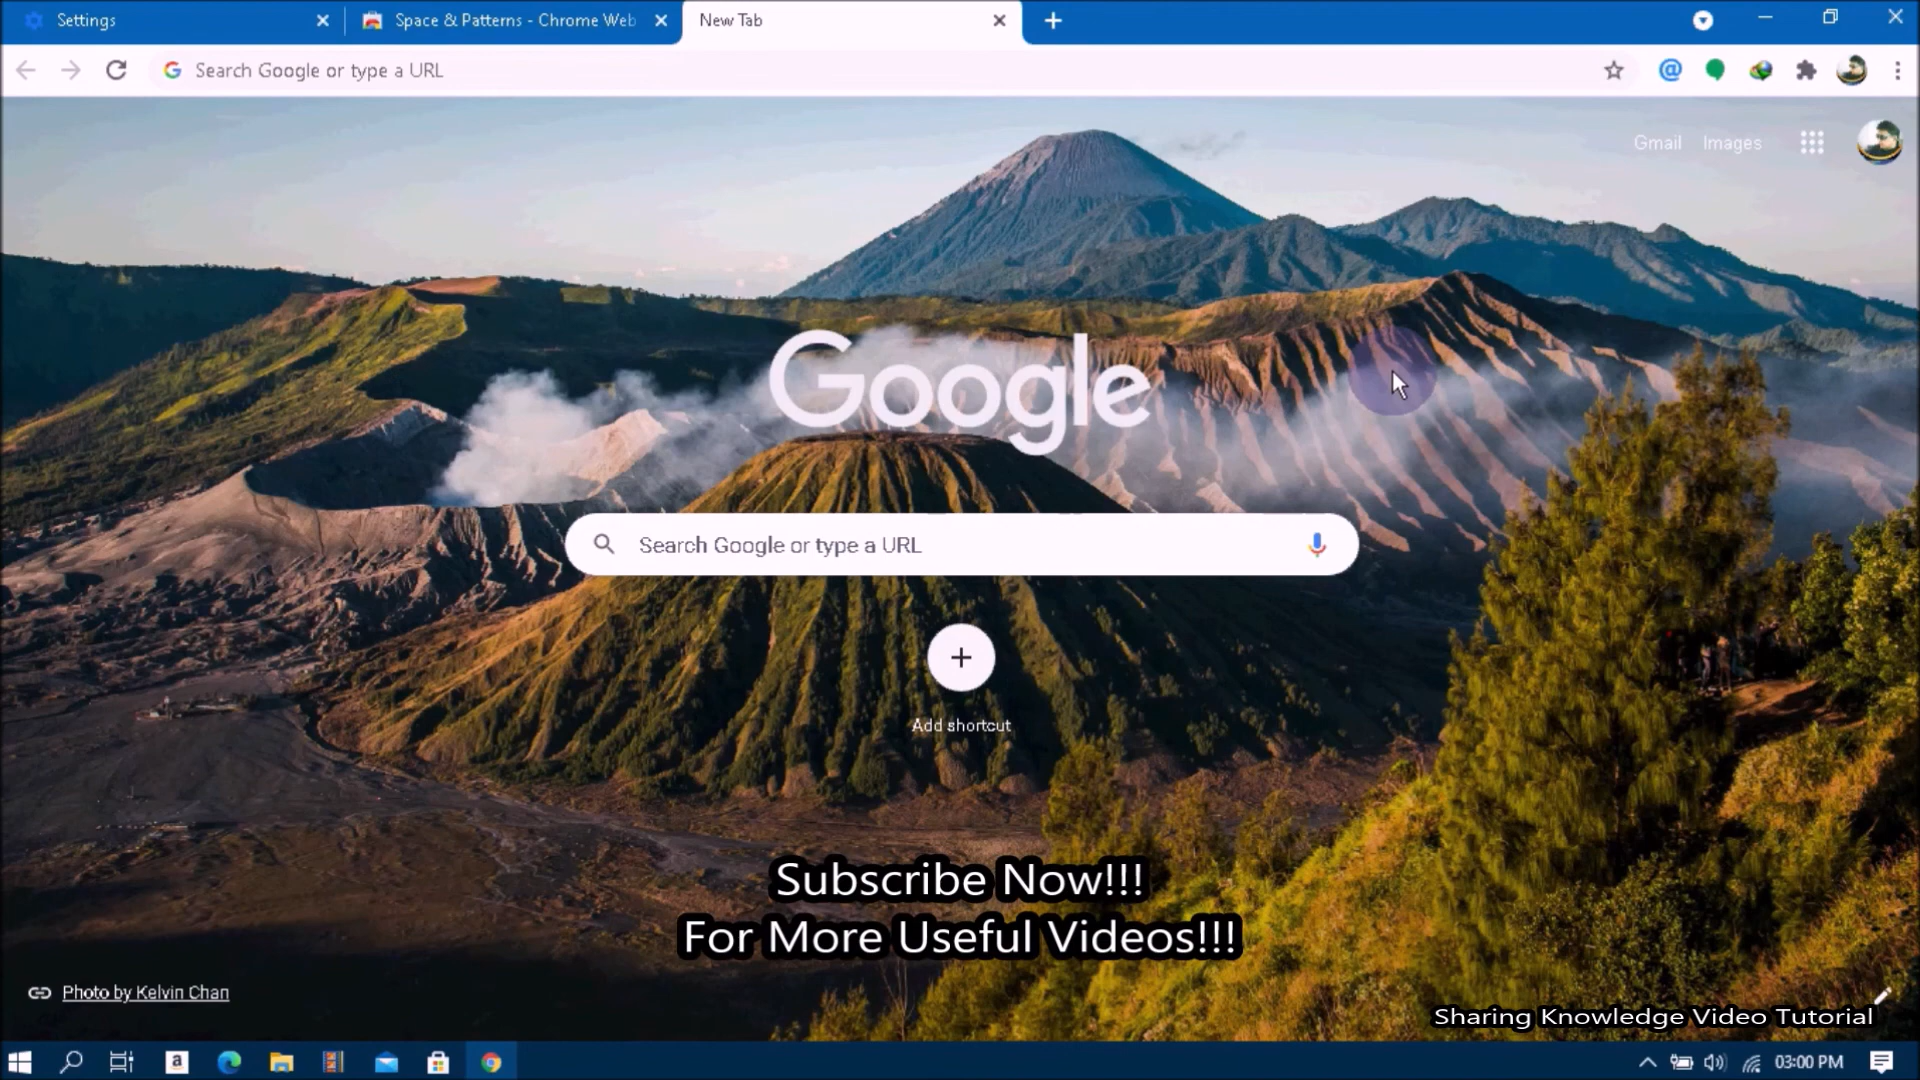 Settings
Space & Patterns - Chrome Web
New Tab
Search Google or type a URL
Gmail Images
Google
Search Google or type a URL
Add shortcut
Subscribe Now!!!
For More Useful Videos!!!
Photo by Kelvin Chan
Sharing Knowledge Video Tutorial
03:00 PM